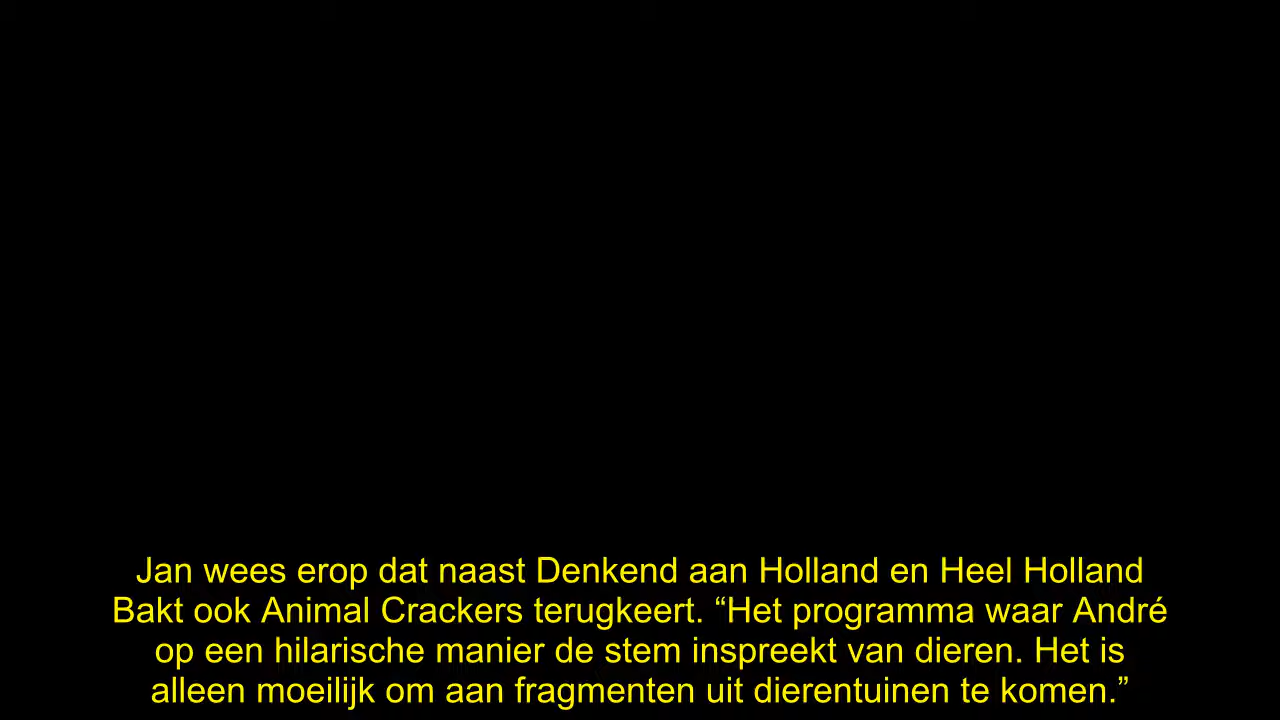 Jan wees erop dat naast Denkend aan Holland en Heel Holland
Bakt ook Animal Crackers terugkeert. “Het programma waar André
op een hilarische manier de stem inspreekt van dieren. Het is
alleen moeilijk om aan fragmenten uit dierentuinen te komen.”